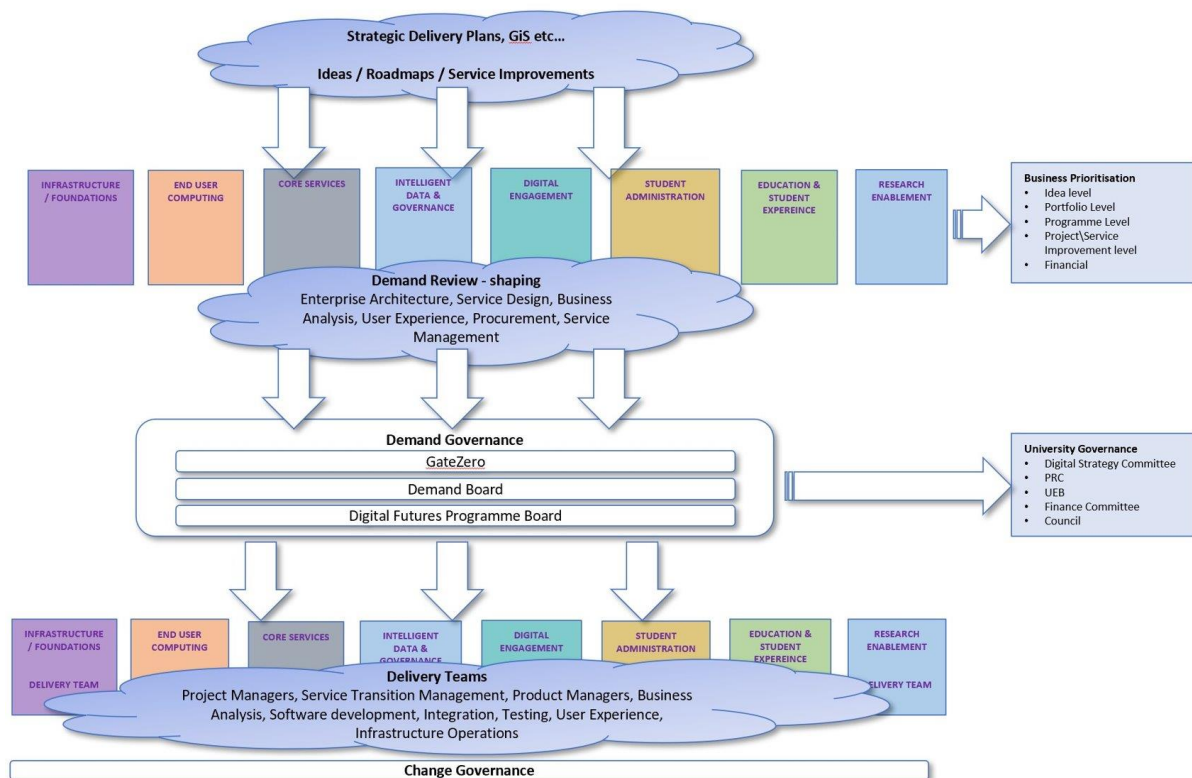 Strategic Delivery Plans, GiS etc…
Ideas / Roadmaps / Service Improvements
INFRASTRUCTURE
/ FOUNDATIONS
END USER
COMPUTING
CORE SERVICES
INTELLIGENT
DATA &
GOVERNANCE
DIGITAL
ENGAGEMENT
STUDENT
ADMINISTRATION
EDUCATION &
STUDENT
EXPEREINCE
RESEARCH
ENABLEMENT
Business Prioritisation
• Idea level
• Portfolio Level
• Programme Level
• Project\Service
Improvement level
• Financial
Demand Review - shaping
Enterprise Architecture, Service Design, Business
Analysis, User Experience, Procurement, Service
Management
Demand Governance
GateZero
Demand Board
Digital Futures Programme Board
University Governance
• Digital Strategy Committee
• PRC
• UEB
• Finance Committee
• Council
INFRASTRUCTURE
/ FOUNDATIONS
DELIVERY TEAM
END USER
COMPUTING
CORE SERVICES
INTELLIGENT
DATA &
GOVERNANCE
DIGITAL
ENGAGEMENT
STUDENT
ADMINISTRATION
EDUCATION &
STUDENT
EXPEREINCE
RESEARCH
ENABLEMENT
DELIVERY TEAM
Delivery Teams
Project Managers, Service Transition Management, Product Managers, Business
Analysis, Software development, Integration, Testing, User Experience,
Infrastructure Operations
Change Governance